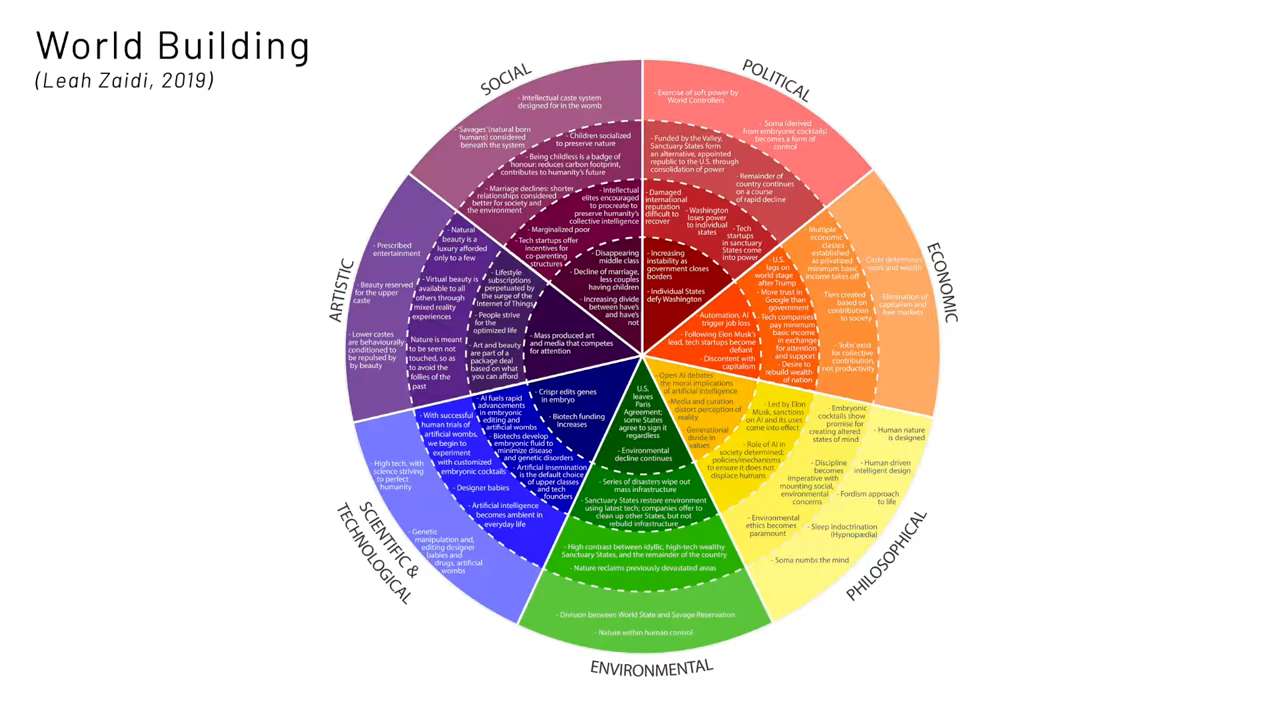 World Building
(Leah Zaidi, 2019)
SOCIAL
- Intellectual caste system
designed for in the womb
- 'Savages' (natural born
humans) considered
beneath the system
- Children socialized
to preserve nature
- Being childless is a badge of
honour: reduces carbon footprint,
contributes to humanity's future
- Marriage declines: shorter
relationships considered
better for society and
the environment
- Intellectual
elites encouraged
to procreate to
preserve humanity's
collective intelligence
- Marginalized poor
- Tech startups offer
incentives for
co-parenting
structures
- Disappearing
middle class
- Decline of marriage,
less couples
having children
- Increasing divide
between have's
and have's
not
POLITICAL
- Exercise of soft power by
World Controllers
- Soma (derived
from embryonic cocktails)
becomes a form of
control
- Funded by the Valley,
Sanctuary States form
an alternative, appointed
republic to the U.S. through
consolidation of power
- Remainder of
country continues
on a course
of rapid decline
- Damaged
international
reputation
difficult to
recover
- Washington
loses power
to individual
states
- Tech
startups
in sanctuary
States come
into power
- Increasing
instability as
government closes
borders
- Individual States
defy Washington
ECONOMIC
- Caste determines
work and wealth
- Elimination of
capitalism and
free markets
Multiple
economic
classes
established
as privatized
minimum basic
income takes off
- Tiers created
based on
contribution
to society
- 'Jobs' exist
for collective
contribution,
not productivity
- U.S.
lags on
world stage
after Trump
- More trust in
Google than
government
- Tech companies
pay minimum
basic income
in exchange
for attention
and support
- Desire to
rebuild wealth
of nation
- Automation, AI
trigger job loss
- Following Elon Musk's
lead, tech startups become
defiant
- Discontent with
capitalism
PHILOSOPHICAL
- Human nature
is designed
- Human driven
intelligent design
- Fordism approach
to life
- Sleep indoctrination
(Hypnopædia)
- Soma numbs the mind
- Embryonic
cocktails show
promise for
creating altered
states of mind
- Discipline
becomes
imperative with
mounting social,
environmental
concerns
- Environmental
ethics becomes
paramount
- Led by Elon
Musk, sanctions
on AI and its uses
come into effect
- Role of AI in
society determined;
policies/mechanisms
to ensure it does not
displace humans.
- Open AI debates
the moral implications
of artificial intelligence
- Media and curation
distort perception of
reality
- Generational
divide in
values
ENVIRONMENTAL
U.S.
leaves
Paris
Agreement;
some States
agree to sign it
regardless
- Environmental
decline continues
- Series of disasters wipe out
mass infrastructure
- Sanctuary States restore environment
using latest tech; companies offer to
clean up other States, but not
rebuild infrastructure
- High contrast between idyllic, high-tech wealthy
Sanctuary States, and the remainder of the country
- Nature reclaims previously devastated areas
- Division between World State and Savage Reservation
- Nature within human control
SCIENTIFIC &
TECHNOLOGICAL
- Crispr edits genes
in embryo
- Biotech funding
increases
- AI fuels rapid
advancements
in embryonic
editing and
artificial wombs
- Biotechs develop
embryonic fluid to
minimize disease
and genetic disorders
- Artificial insemination
is the default choice
of upper classes
and tech
founders
- With successful
human trials of
artificial wombs,
we begin to
experiment
with customized
embryonic cocktails
- Designer babies
- Artificial intelligence
becomes ambient in
everyday life
- High tech, with
science striving
to perfect
humanity
- Genetic
manipulation and,
editing designer
babies and
drugs, artificial
wombs
ARTISTIC
- Prescribed
entertainment
- Beauty reserved
for the upper
caste
- Lower castes
are behaviourally
conditioned to
be repulsed by
by beauty
- Natural
beauty is a
luxury afforded
only to a few
- Virtual beauty is
available to all
others through
mixed reality
experiences
Nature is meant
to be seen not
touched, so as
to avoid the
follies of the
past
- Lifestyle
subscriptions
perpetuated by
the surge of the
Internet of Things
- People strive
for the
optimized life
- Art and beauty
are part of a
package deal
based on what
you can afford
- Mass produced art
and media that competes
for attention